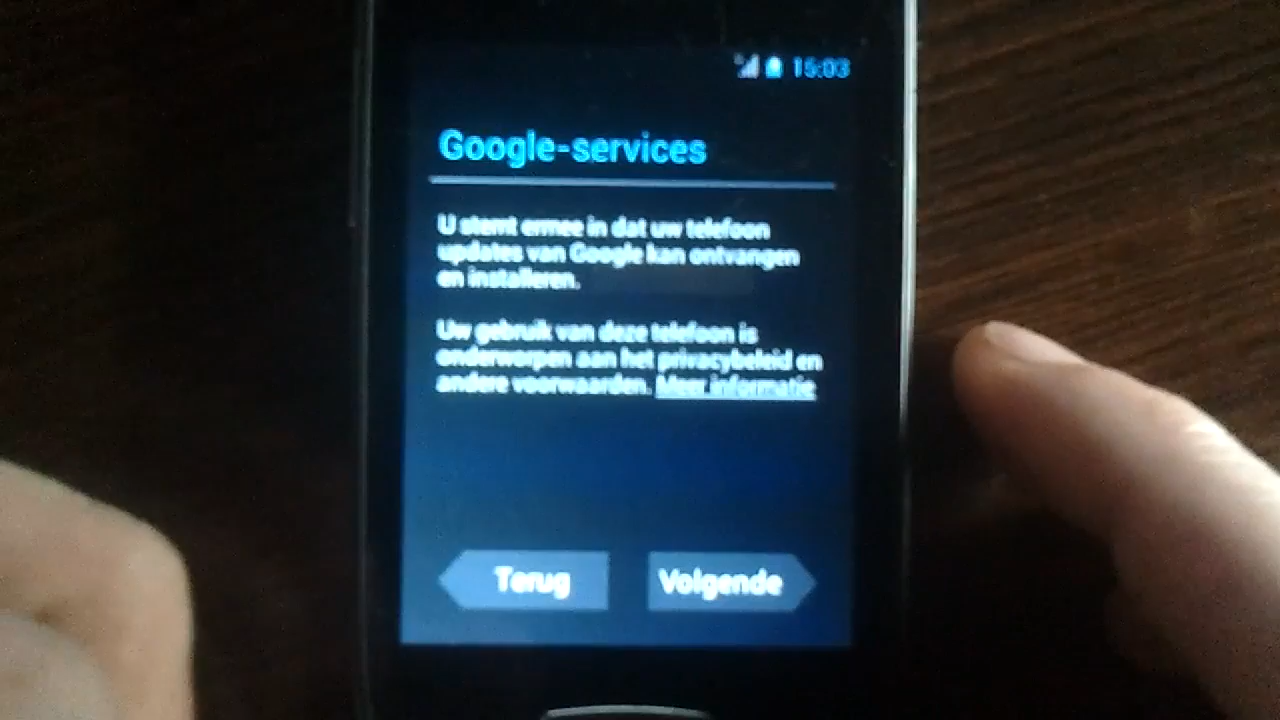 15:03
Google-services
U stemt ermee in dat uw telefoon
updates van Google kan ontvangen
en installeren.
Uw gebruik van deze telefoon is
onderworpen aan het privacybeleid en
andere voorwaarden. Meer informatie
Terug
Volgende